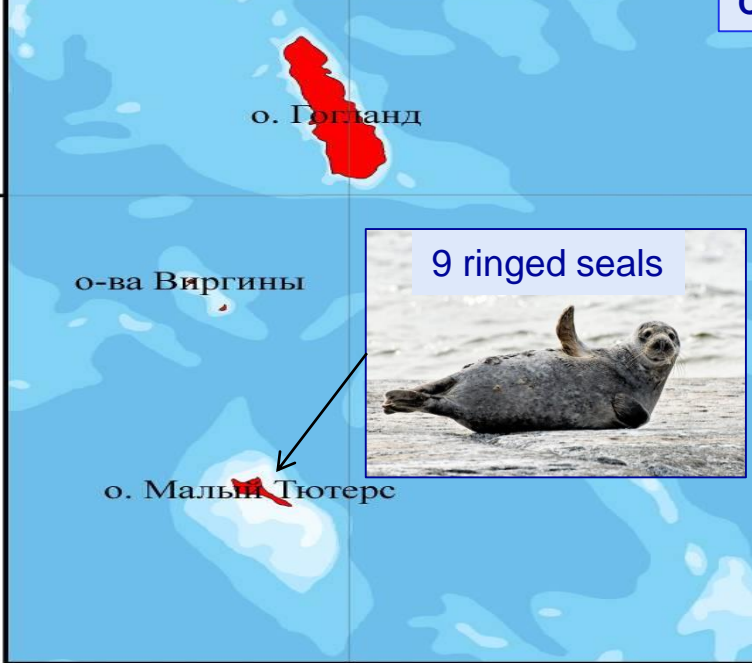 о. Гогланд
о-ва Виргины
9 ringed seals
о. Малый Тютерс